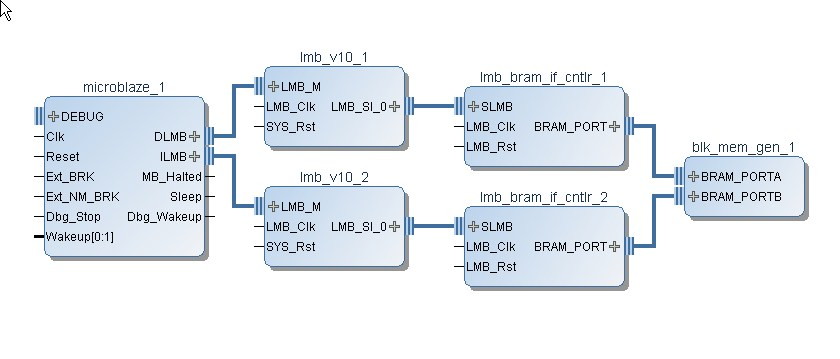 microblaze_1
DEBUG
Clk DLMB
Reset ILMB
Ext_BRK MB_Halted
Ext_NM_BRK Sleep
Dbg_Stop Dbg_Wakeup
Wakeup[0:1]
lmb_v10_1
LMB_M
LMB_Clk LMB_Sl_0
SYS_Rst
lmb_v10_2
LMB_M
LMB_Clk LMB_Sl_0
SYS_Rst
lmb_bram_if_cntlr_1
SLMB
LMB_Clk BRAM_PORT
LMB_Rst
lmb_bram_if_cntlr_2
SLMB
LMB_Clk BRAM_PORT
LMB_Rst
blk_mem_gen_1
BRAM_PORTA
BRAM_PORTB